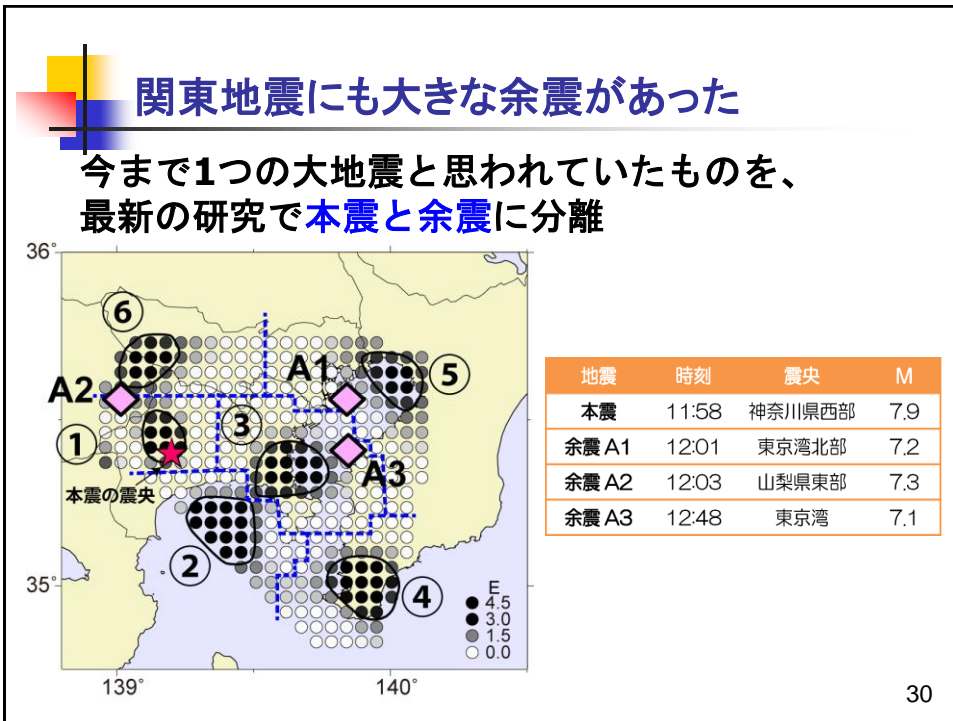 関東地震にも大きな余震があった
今まで1つの大地震と思われていたものを、
最新の研究で本震と余震に分離
36°
⑥
A2
A1
⑤
①
③
A3
本震の震央
②
④
35°
E
4.5
3.0
1.5
0.0
139°
140°
地震 時刻 震央 M
本震 11:58 神奈川県西部 7.9
余震 A1 12:01 東京湾北部 7.2
余震 A2 12:03 山梨県東部 7.3
余震 A3 12:48 東京湾 7.1
30